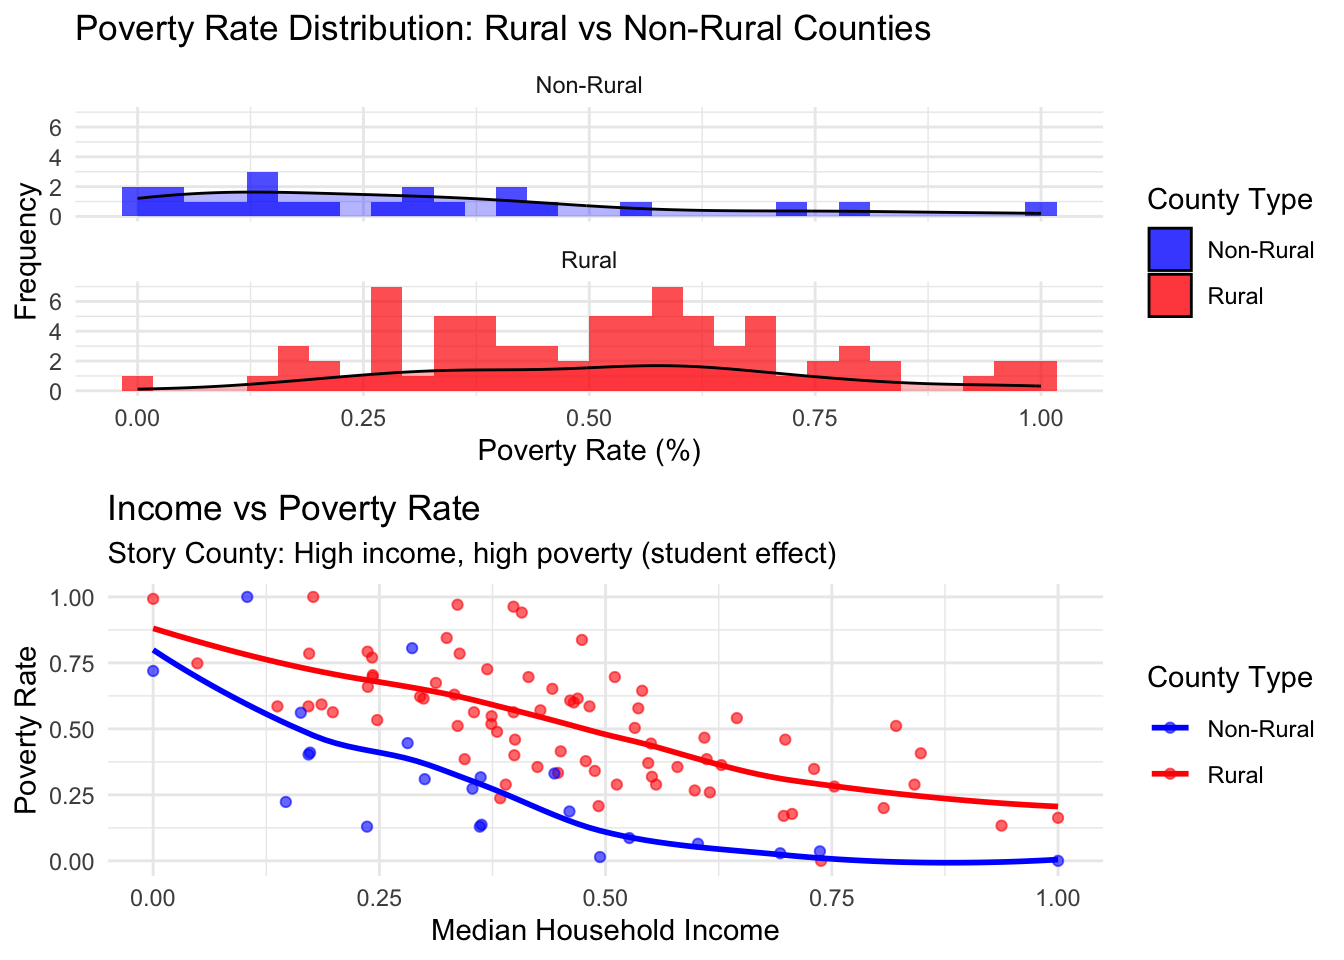 Poverty Rate Distribution: Rural vs Non-Rural Counties
Non-Rural
6
4
2
0
Frequency
Rural
6
4
2
0
0.00 0.25 0.50 0.75 1.00
Poverty Rate (%)
County Type
Non-Rural
Rural
Income vs Poverty Rate
Story County: High income, high poverty (student effect)
1.00
0.75
0.50
0.25
0.00
Poverty Rate
0.00 0.25 0.50 0.75 1.00
Median Household Income
County Type
Non-Rural
Rural